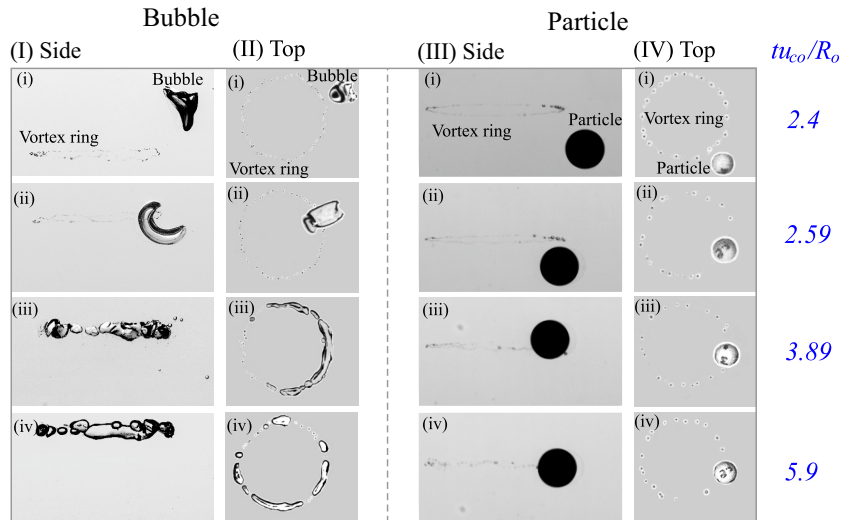 Bubble Particle
(I) Side (II) Top (III) Side (IV) Top tu_co/R_o
(i) Bubble (i) Bubble (i) (i) 2.4
Vortex ring Vortex ring Vortex ring Particle Vortex ring Particle
(ii) (ii) (ii) (ii) 2.59
(iii) (iii) (iii) (iii) 3.89
(iv) (iv) (iv) (iv) 5.9